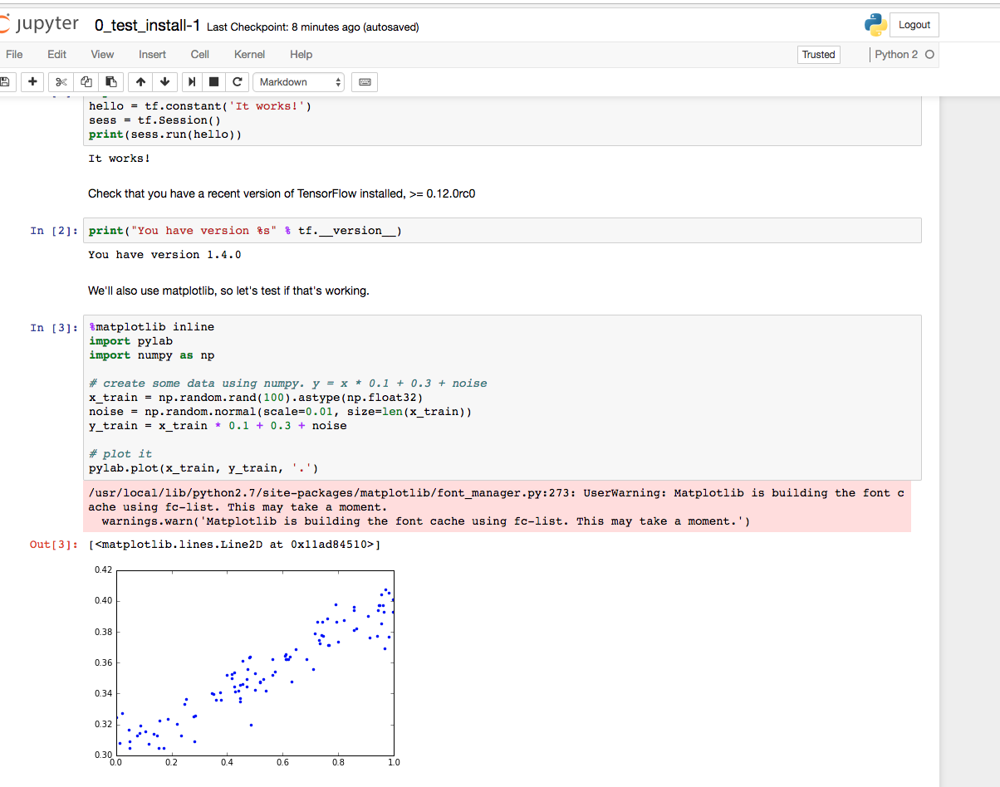 jupyter 0_test_install-1 Last Checkpoint: 8 minutes ago (autosaved) Logout
File Edit View Insert Cell Kernel Help Trusted Python 2
Markdown
hello = tf.constant('It works!')
sess = tf.Session()
print(sess.run(hello))
It works!
Check that you have a recent version of TensorFlow installed, >= 0.12.0rc0
In [2]: print("You have version %s" % tf.__version__)
You have version 1.4.0
We'll also use matplotlib, so let's test if that's working.
In [3]: %matplotlib inline
import pylab
import numpy as np
# create some data using numpy. y = x * 0.1 + 0.3 + noise
x_train = np.random.rand(100).astype(np.float32)
noise = np.random.normal(scale=0.01, size=len(x_train))
y_train = x_train * 0.1 + 0.3 + noise
# plot it
pylab.plot(x_train, y_train, '.')
/usr/local/lib/python2.7/site-packages/matplotlib/font_manager.py:273: UserWarning: Matplotlib is building the font c
ache using fc-list. This may take a moment.
warnings.warn('Matplotlib is building the font cache using fc-list. This may take a moment.')
Out[3]: [<matplotlib.lines.Line2D at 0x11ad84510>]
0.42
0.40
0.38
0.36
0.34
0.32
0.30
0.0 0.2 0.4 0.6 0.8 1.0